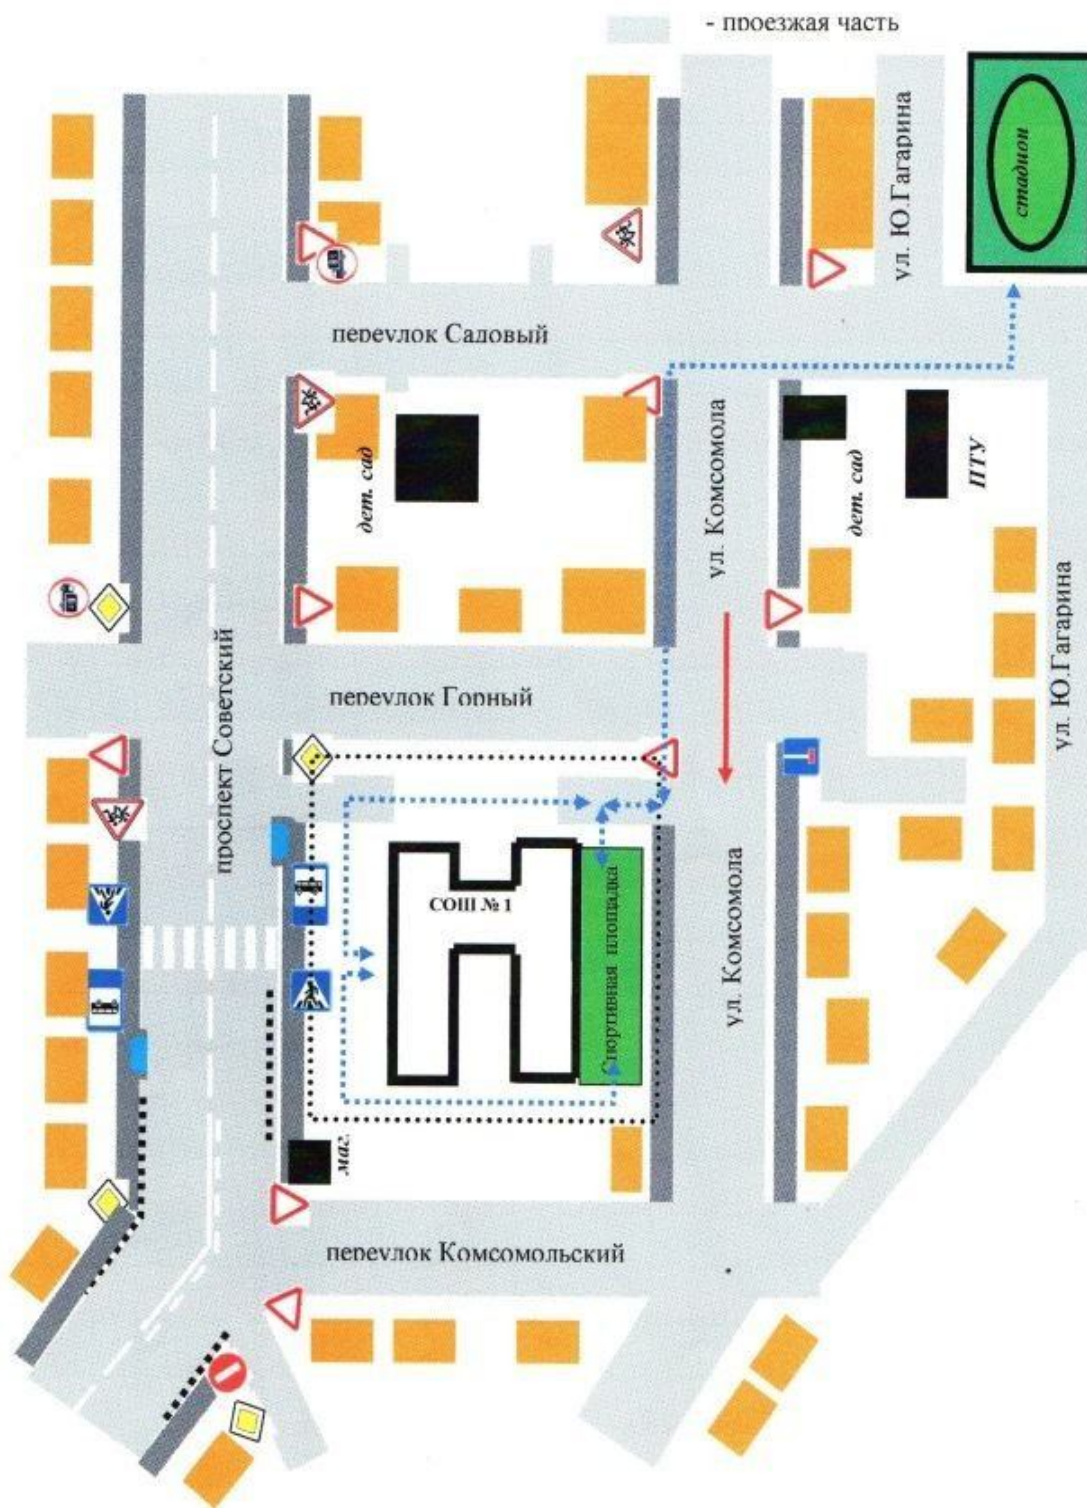 - проезжая часть
ул. Ю.Гагарина
стадион
переулок Садовый
дет. сад
ул. Комсомола
дет. сад
ПТУ
проспект Советский
переулок Горный
ул. Ю.Гагарина
СОШ № 1
Спортивная площадка
ул. Комсомола
маг.
переулок Комсомольский